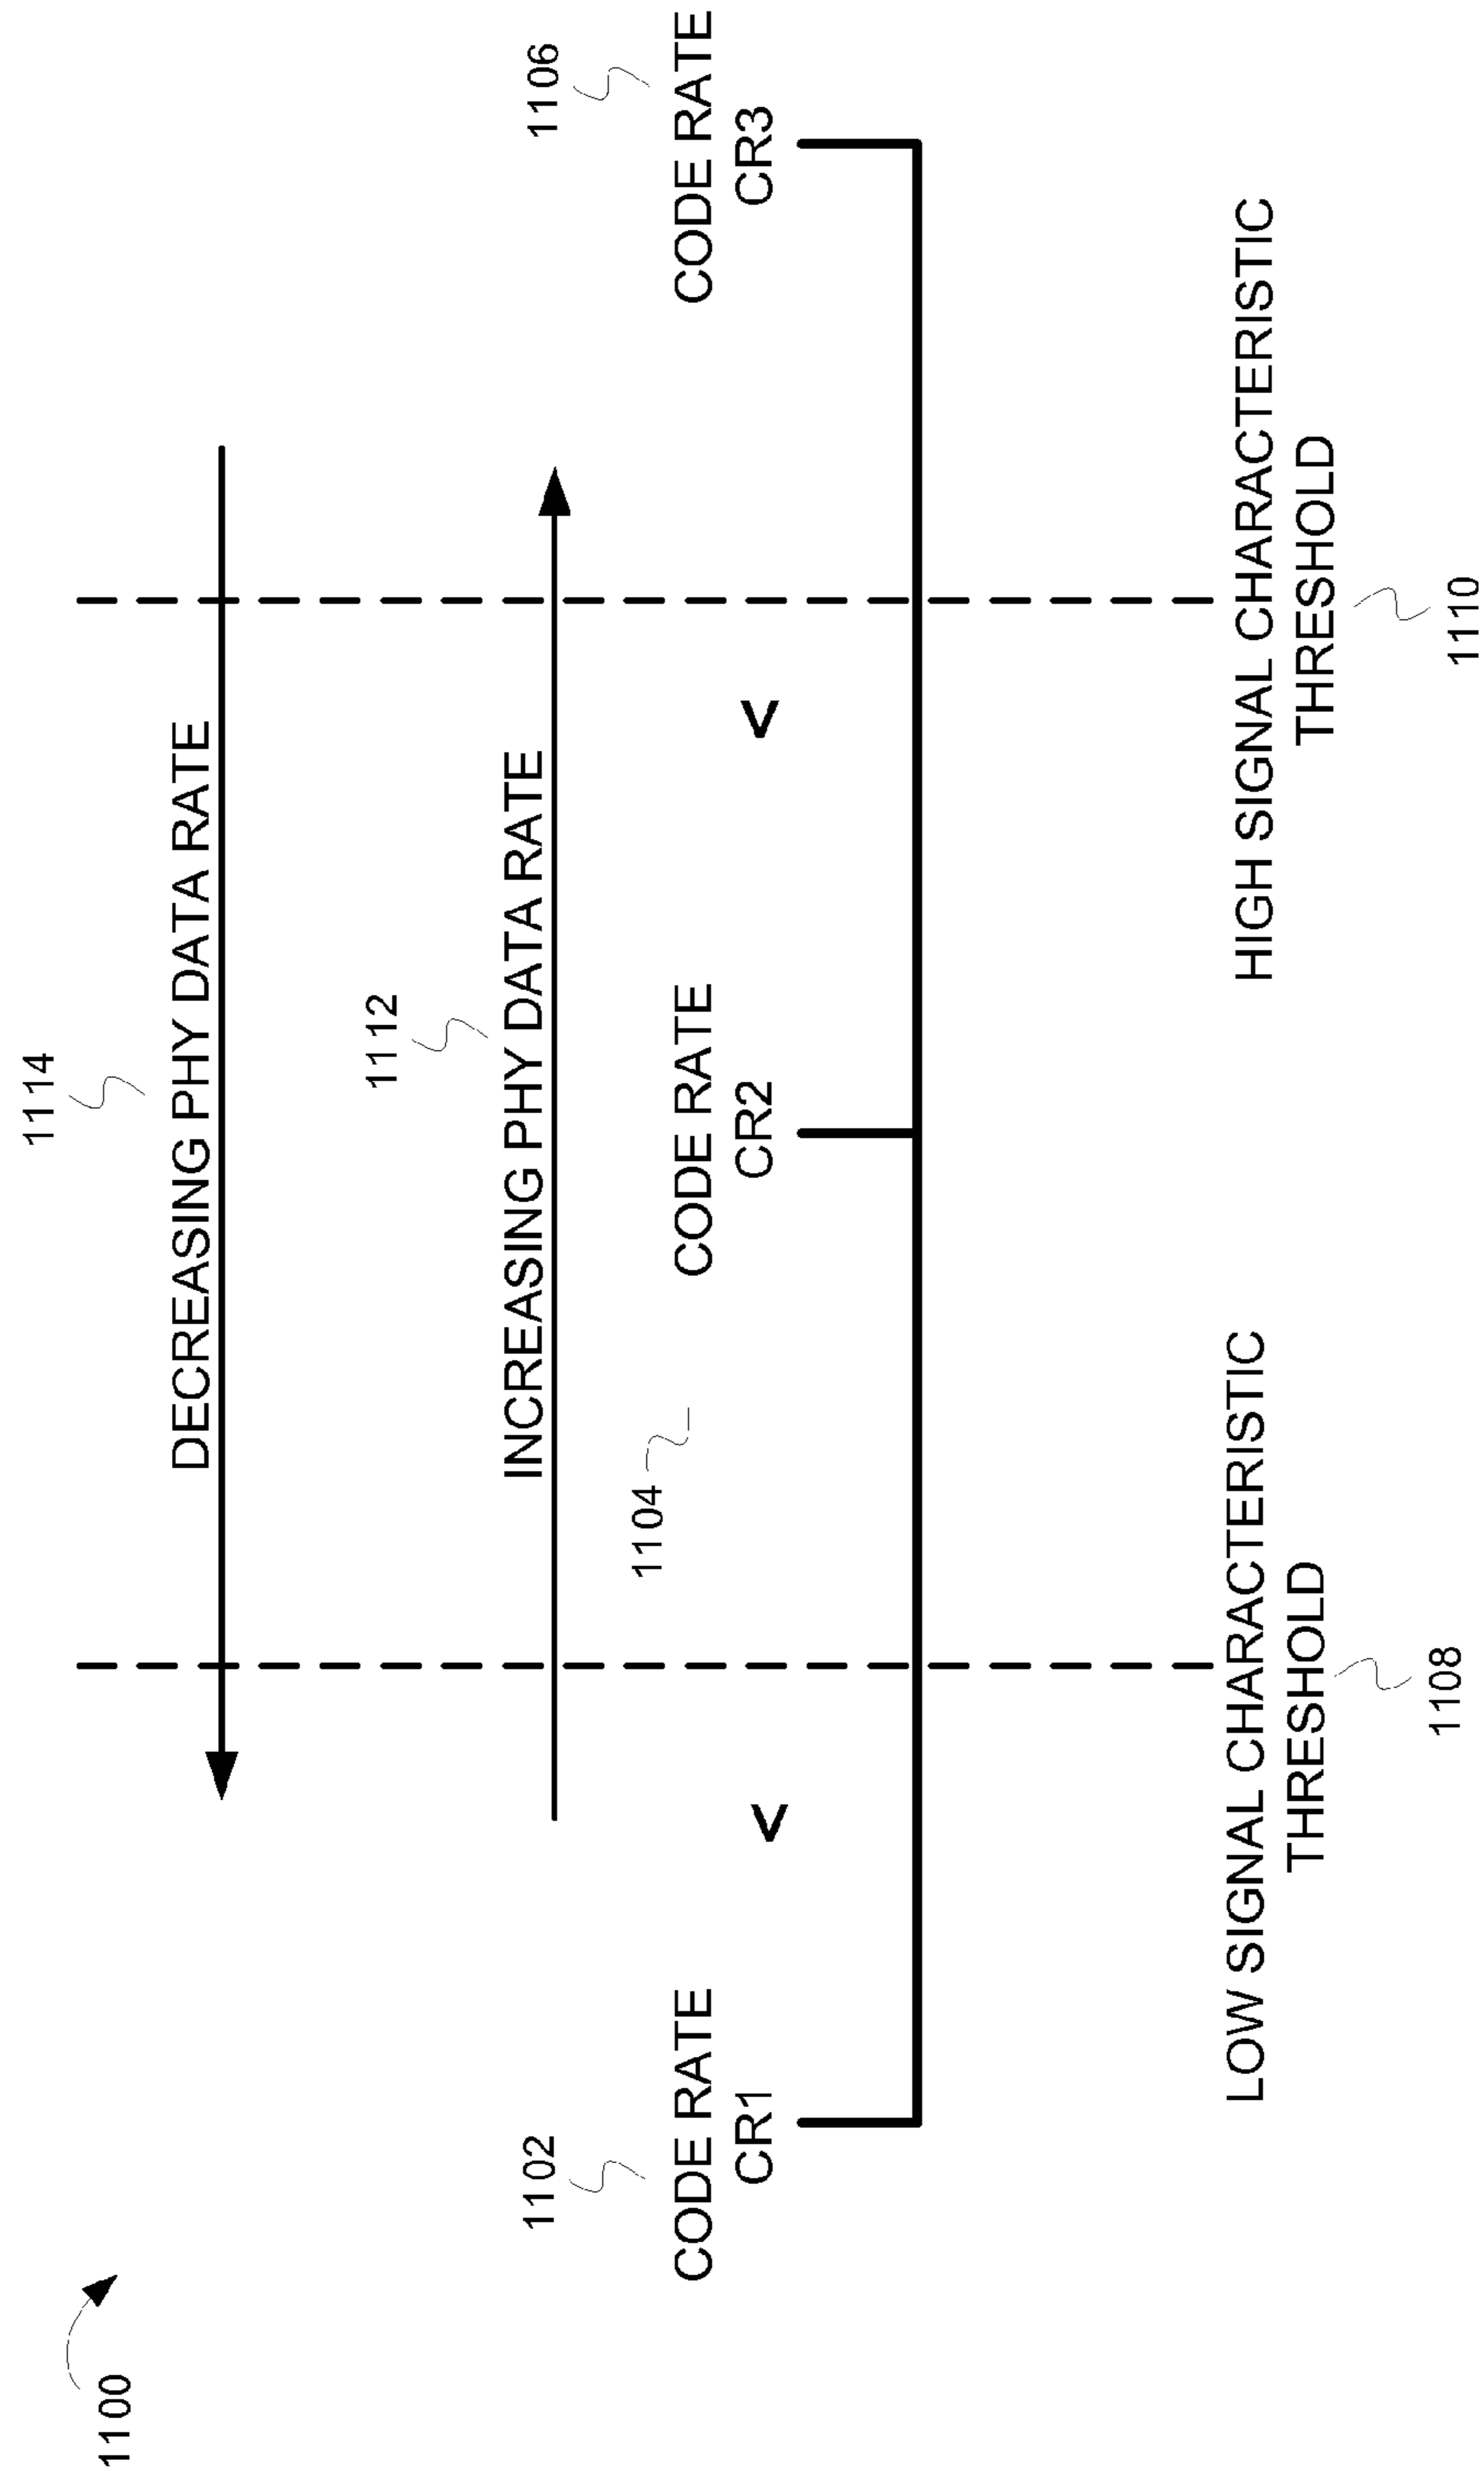 1100
1114
DECREASING PHY DATA RATE
1112
INCREASING PHY DATA RATE
1102
CODE RATE
CR1
<
1104
CODE RATE
CR2
<
1106
CODE RATE
CR3
LOW SIGNAL CHARACTERISTIC
THRESHOLD
1108
HIGH SIGNAL CHARACTERISTIC
THRESHOLD
1110